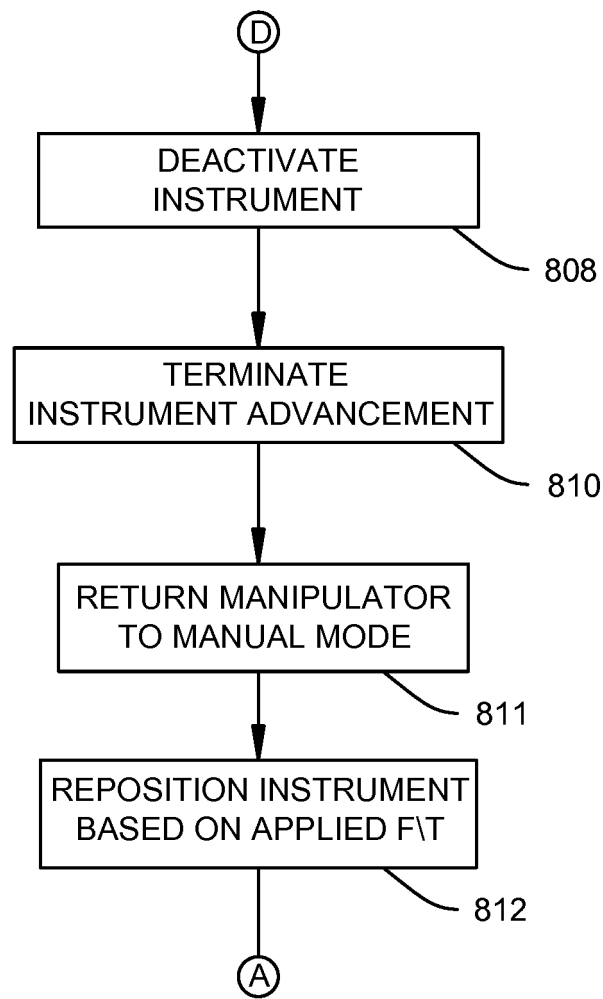 D
DEACTIVATE
INSTRUMENT
808
TERMINATE
INSTRUMENT ADVANCEMENT
810
RETURN MANIPULATOR
TO MANUAL MODE
811
REPOSITION INSTRUMENT
BASED ON APPLIED F\T
812
A